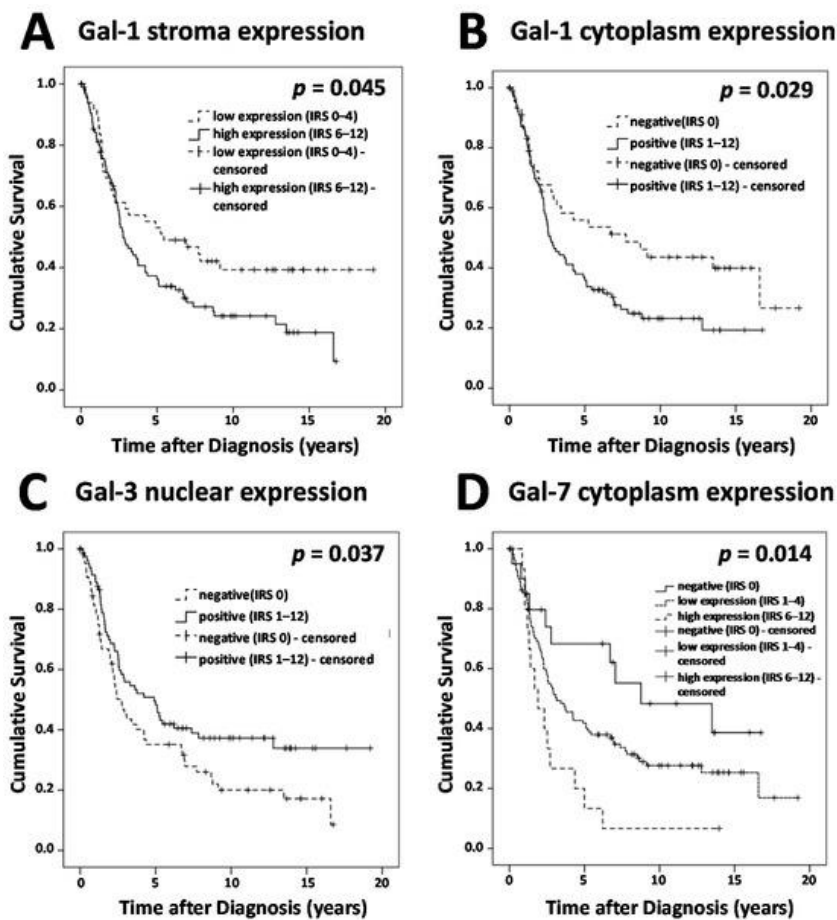 A Gal-1 stroma expression
p = 0.045
low expression (IRS 0–4)
high expression (IRS 6–12)
low expression (IRS 0–4) -
censored
high expression (IRS 6–12) -
censored
Cumulative Survival
1.0
0.8
0.6
0.4
0.2
0.0
0 5 10 15 20
Time after Diagnosis (years)
B Gal-1 cytoplasm expression
p = 0.029
negative(IRS 0)
positive (IRS 1–12)
negative (IRS 0) - censored
positive (IRS 1–12) - censored
Cumulative Survival
1.0
0.8
0.6
0.4
0.2
0.0
0 5 10 15 20
Time after Diagnosis (years)
C Gal-3 nuclear expression
p = 0.037
negative(IRS 0)
positive (IRS 1–12)
negative (IRS 0) - censored
positive (IRS 1–12) - censored
Cumulative Survival
1.0
0.8
0.6
0.4
0.2
0.0
0 5 10 15 20
Time after Diagnosis (years)
D Gal-7 cytoplasm expression
p = 0.014
negative (IRS 0)
low expression (IRS 1–4)
high expression (IRS 6–12)
negative (IRS 0) - censored
low expression (IRS 1–4) -
censored
high expression (IRS 6–12) -
censored
Cumulative Survival
1.0
0.8
0.6
0.4
0.2
0.0
0 5 10 15 20
Time after Diagnosis (years)